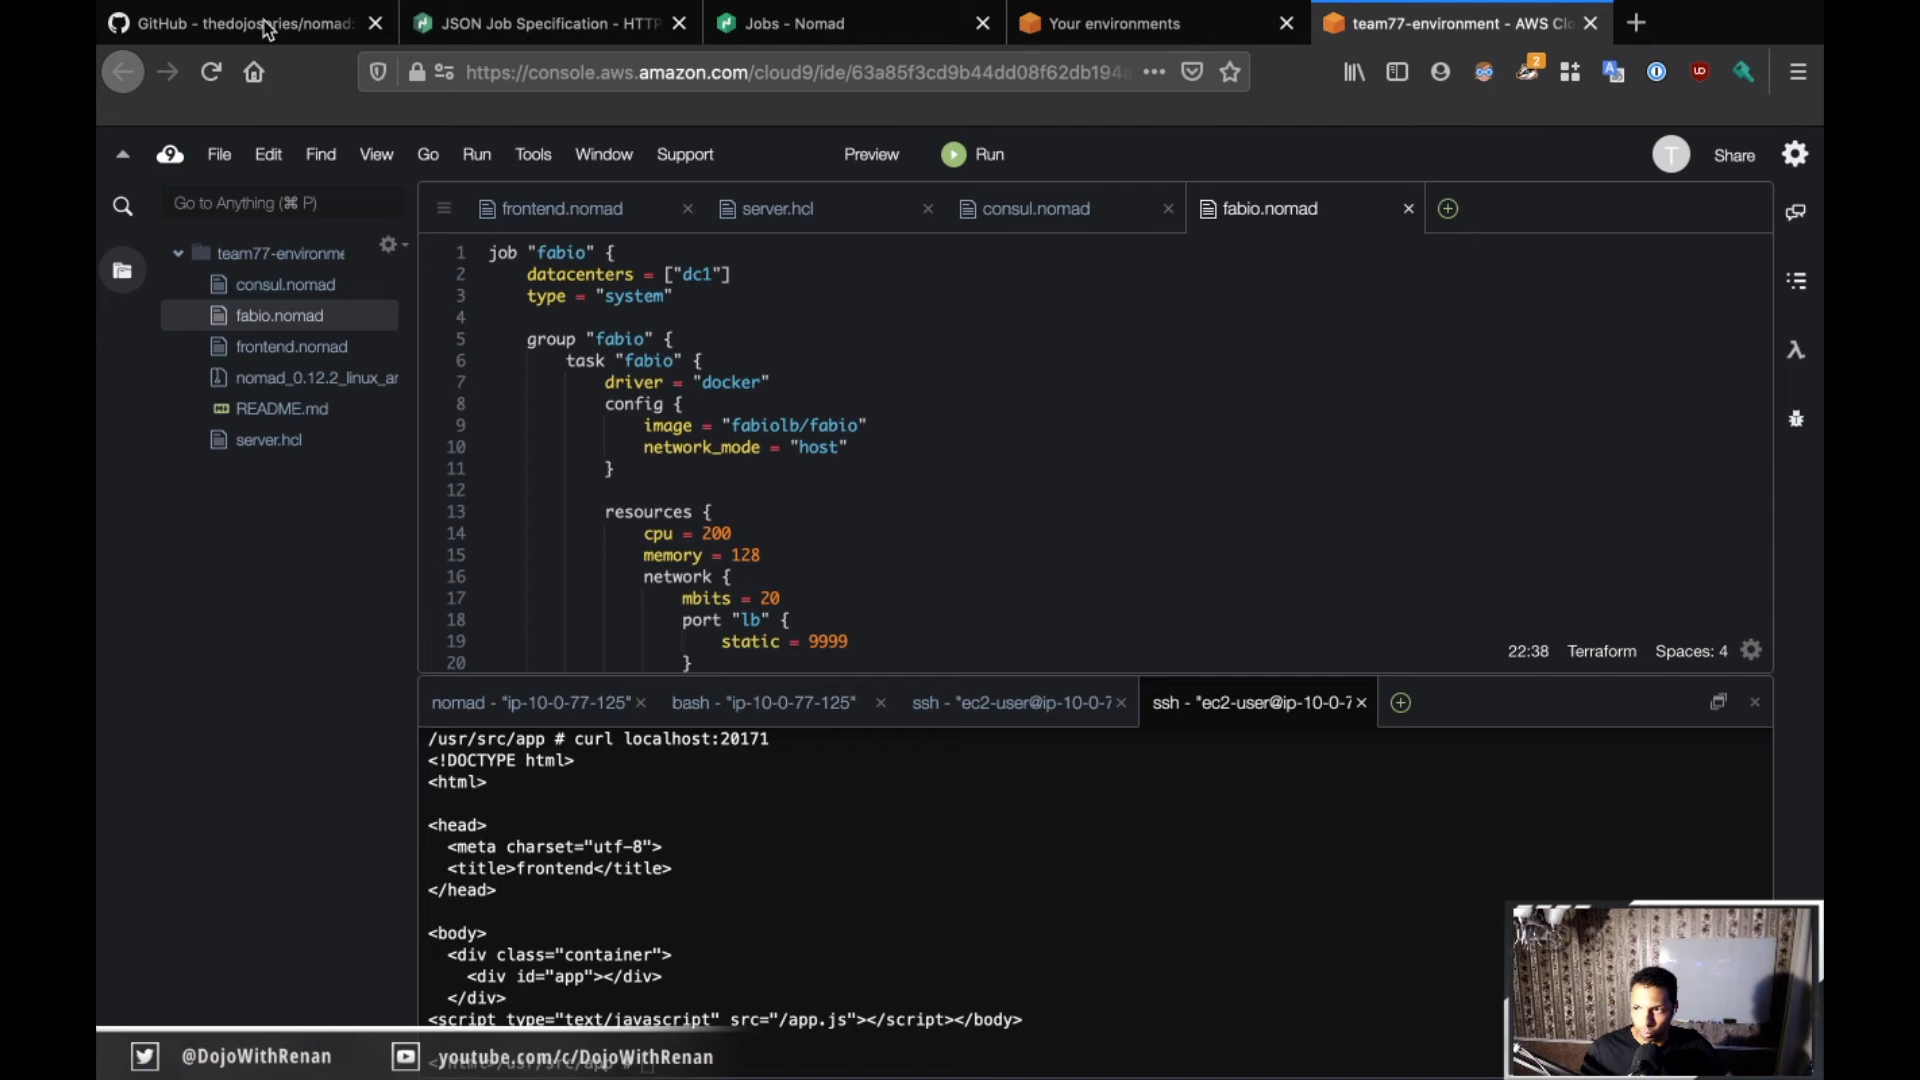 GitHub - thedojoseries/nomad:
JSON Job Specification - HTTP
Jobs - Nomad
Your environments
team77-environment - AWS Clo
https://console.aws.amazon.com/cloud9/ide/63a85f3cd9b44dd08f62db194a
2
9
File
Edit
Find
View
Go
Run
Tools
Window
Support
Preview
Run
T
Share
Go to Anything (⌘ P)
frontend.nomad
server.hcl
consul.nomad
fabio.nomad
team77-environme
consul.nomad
fabio.nomad
frontend.nomad
nomad_0.12.2_linux_ar
README.md
server.hcl
1 job "fabio" {
2 datacenters = ["dc1"]
3 type = "system"
4
5 group "fabio" {
6 task "fabio" {
7 driver = "docker"
8 config {
9 image = "fabiolb/fabio"
10 network_mode = "host"
11 }
12
13 resources {
14 cpu = 200
15 memory = 128
16 network {
17 mbits = 20
18 port "lb" {
19 static = 9999
20 }
22:38 Terraform Spaces: 4
nomad - "ip-10-0-77-125"
bash - "ip-10-0-77-125"
ssh - "ec2-user@ip-10-0-7
ssh - "ec2-user@ip-10-0-7
/usr/src/app # curl localhost:20171
<!DOCTYPE html>
<html>
<head>
<meta charset="utf-8">
<title>frontend</title>
</head>
<body>
<div class="container">
<div id="app"></div>
</div>
<script type="text/javascript" src="/app.js"></script></body>
</html>/usr/src/app #
@DojoWithRenan
youtube.com/c/DojoWithRenan